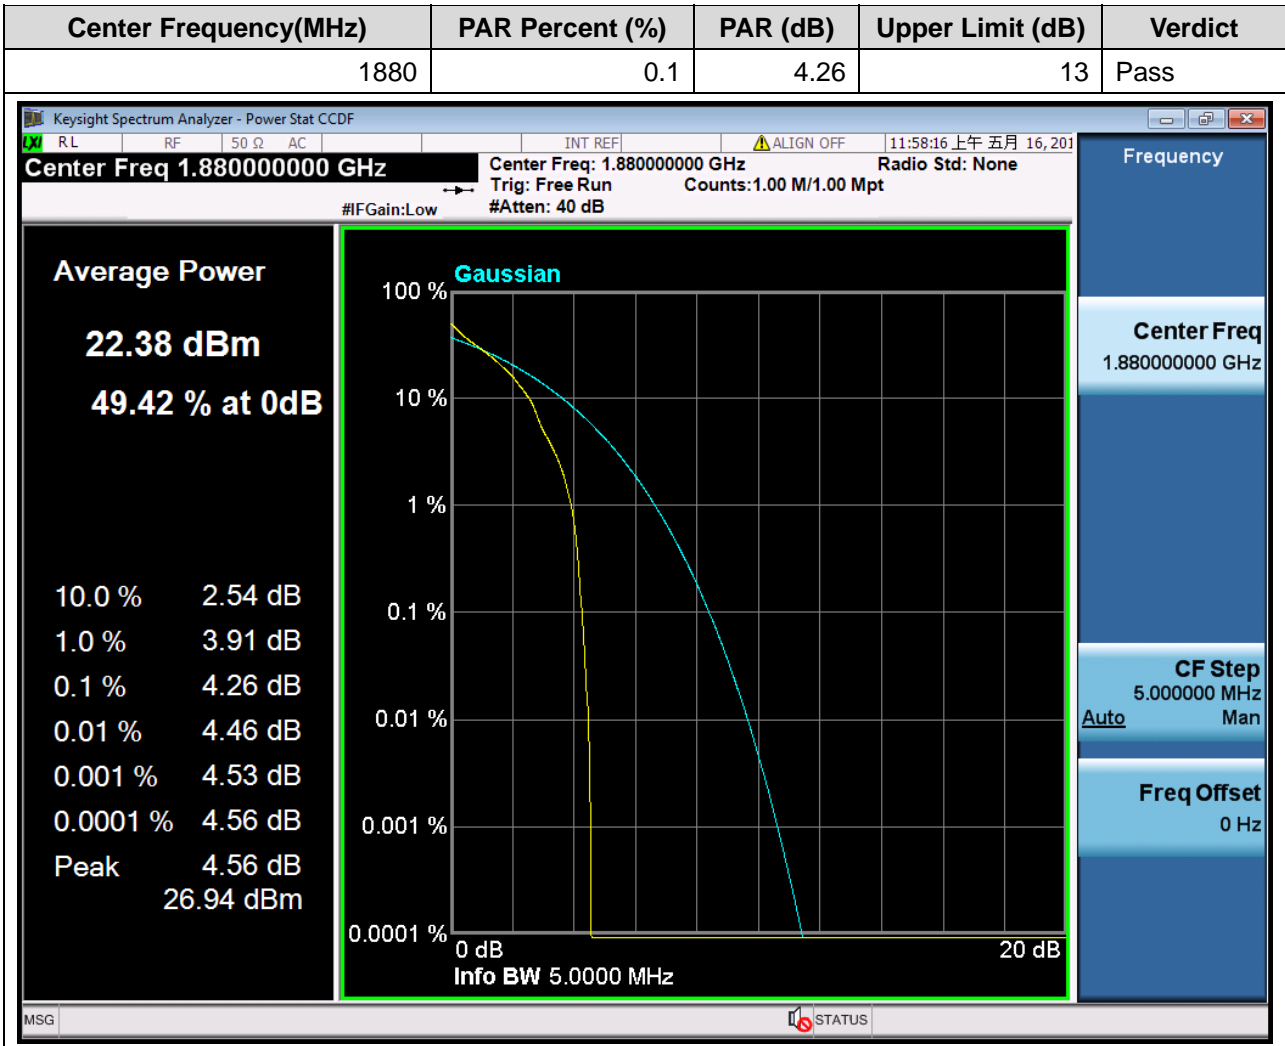 Center Frequency(MHz) PAR Percent (%) PAR (dB) Upper Limit (dB) Verdict
1880 0.1 4.26 13 Pass
Keysight Spectrum Analyzer - Power Stat CCDF
LXI RL RF 50 Ω AC INT REF ALIGN OFF 11:58:16 上午 五月 16, 201
Center Freq 1.880000000 GHz
Center Freq: 1.880000000 GHz Radio Std: None
Trig: Free Run Counts:1.00 M/1.00 Mpt
#IFGain:Low #Atten: 40 dB
Average Power
22.38 dBm
49.42 % at 0dB
10.0 % 2.54 dB
1.0 % 3.91 dB
0.1 % 4.26 dB
0.01 % 4.46 dB
0.001 % 4.53 dB
0.0001 % 4.56 dB
Peak 4.56 dB
26.94 dBm
Gaussian
100 %
10 %
1 %
0.1 %
0.01 %
0.001 %
0.0001 %
0 dB 20 dB
Info BW 5.0000 MHz
Frequency
Center Freq
1.880000000 GHz
CF Step
5.000000 MHz
Auto Man
Freq Offset
0 Hz
MSG STATUS